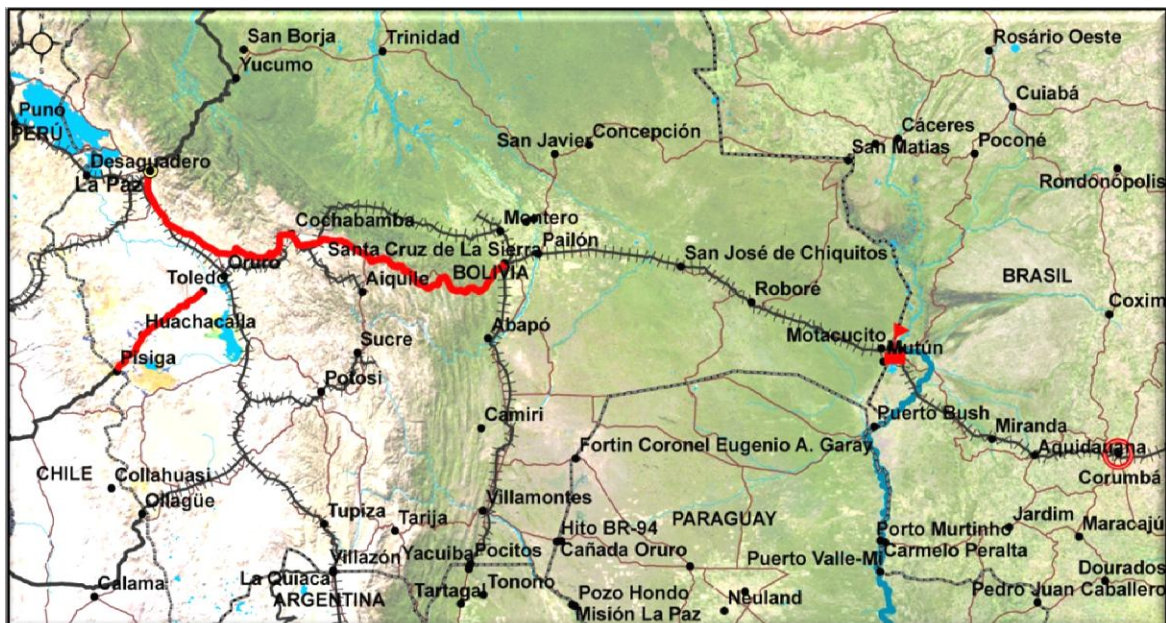 N
San Borja
Trinidad
Rosário Oeste
Yucumo
Puno
Cuiabá
PERÚ
Cáceres
San Javier
Concepción
San Matias
Poconé
Desaguadero
La Paz
Rondonópolis
Cochabamba
Montero
Pailón
Santa Cruz de La Sierra
San José de Chiquitos
Oruro
Toledo
BOLIVIA
BRASIL
Aiquile
Roboré
Coxim
Huachacalla
Abapó
Motacucito
Mutún
Sucre
Pisiga
Potosi
Camiri
Puerto Bush
Miranda
Fortin Coronel Eugenio A. Garay
Aquidauana
CHILE
Collahuasi
Corumbá
Ollagüe
Villamontes
Tupiza
Tarija
Hito BR-94
PARAGUAY
Porto Murtinho
Jardim
Maracajú
Villazón
Yacuiba
Pocitos
Cañada Oruro
Puerto Valle-Mi
Carmelo Peralta
Calama
La Quiaca
ARGENTINA
Tartagal
Tonono
Pozo Hondo
Misión La Paz
Neuland
Dourados
Pedro Juan Caballero